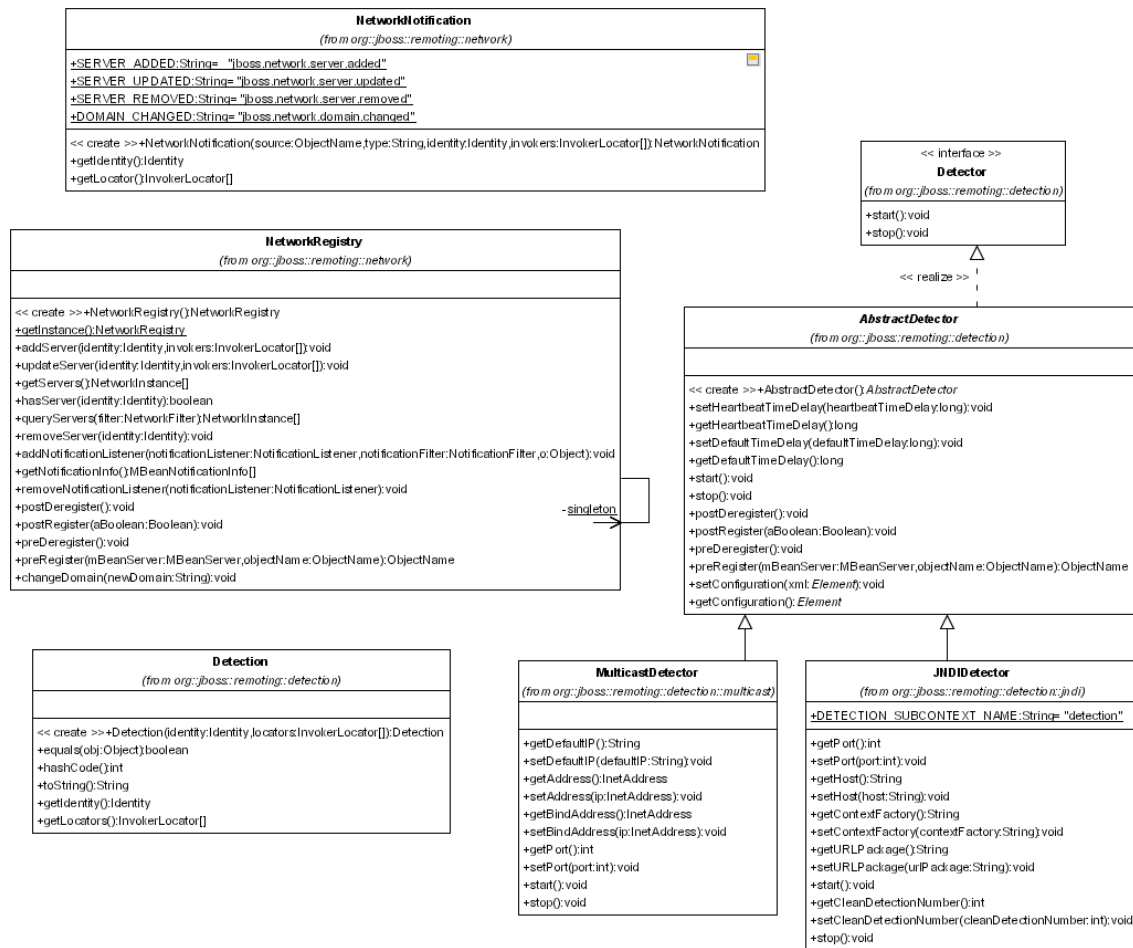 NetworkNotification
(from org::jboss::remoting::network)
+SERVER_ADDED:String= "jboss.network.server.added"
+SERVER_UPDATED:String="jboss.network.server.updated"
+SERVER_REMOVED:String="jboss.network.server.removed"
+DOMAIN_CHANGED:String="jboss.network.domain.changed"
<< create >>+NetworkNotification(source:ObjectName,type:String,identity:Identity,invokers:InvokerLocator[]):NetworkNotification
+getIdentity():Identity
+getLocator():InvokerLocator[]
<< interface >>
Detector
(from org::jboss::remoting::detection)
+start():void
+stop():void
<< realize >>
NetworkRegistry
(from org::jboss::remoting::network)
<< create >>+NetworkRegistry():NetworkRegistry
+getInstance():NetworkRegistry
+addServer(identity:Identity,invokers:InvokerLocator[]):void
+updateServer(identity:Identity,invokers:InvokerLocator[]):void
+getServers():NetworkInstance[]
+hasServer(identity:Identity):boolean
+queryServers(filter:NetworkFilter):NetworkInstance[]
+removeServer(identity:Identity):void
+addNotificationListener(notificationListener:NotificationListener,notificationFilter:NotificationFilter,o:Object):void
+getNotificationInfo():MBeanNotificationInfo[]
+removeNotificationListener(notificationListener:NotificationListener):void
+postDeregister():void
+postRegister(aBoolean:Boolean):void
+preDeregister():void
+preRegister(mBeanServer:MBeanServer,objectName:ObjectName):ObjectName
+changeDomain(newDomain:String):void
-singleton
AbstractDetector
(from org::jboss::remoting::detection)
<< create >>+AbstractDetector():AbstractDetector
+setHeartbeatTimeDelay(heartbeatTimeDelay:long):void
+getHeartbeatTimeDelay():long
+setDefaultTimeDelay(defaultTimeDelay:long):void
+getDefaultTimeDelay():long
+start():void
+stop():void
+postDeregister():void
+postRegister(aBoolean:Boolean):void
+preDeregister():void
+preRegister(mBeanServer:MBeanServer,objectName:ObjectName):ObjectName
+setConfiguration(xml:Element):void
+getConfiguration():Element
Detection
(from org::jboss::remoting::detection)
<< create >>+Detection(identity:Identity,locators:InvokerLocator[]):Detection
+equals(obj:Object):boolean
+hashCode():int
+toString():String
+getIdentity():Identity
+getLocators():InvokerLocator[]
MulticastDetector
(from org::jboss::remoting::detection::multicast)
+getDefaultIP():String
+setDefaultIP(defaultIP:String):void
+getAddress():InetAddress
+setAddress(ip:InetAddress):void
+getBindAddress():InetAddress
+setBindAddress(ip:InetAddress):void
+getPort():int
+setPort(port:int):void
+start():void
+stop():void
JNDIDetector
(from org::jboss::remoting::detection::jndi)
+DETECTION_SUBCONTEXT_NAME:String= "detection"
+getPort():int
+setPort(port:int):void
+getHost():String
+setHost(host:String):void
+getContextFactory():String
+setContextFactory(contextFactory:String):void
+getURLPackage():String
+setURLPackage(urlPackage:String):void
+start():void
+getCleanDetectionNumber():int
+setCleanDetectionNumber(cleanDetectionNumber:int):void
+stop():void